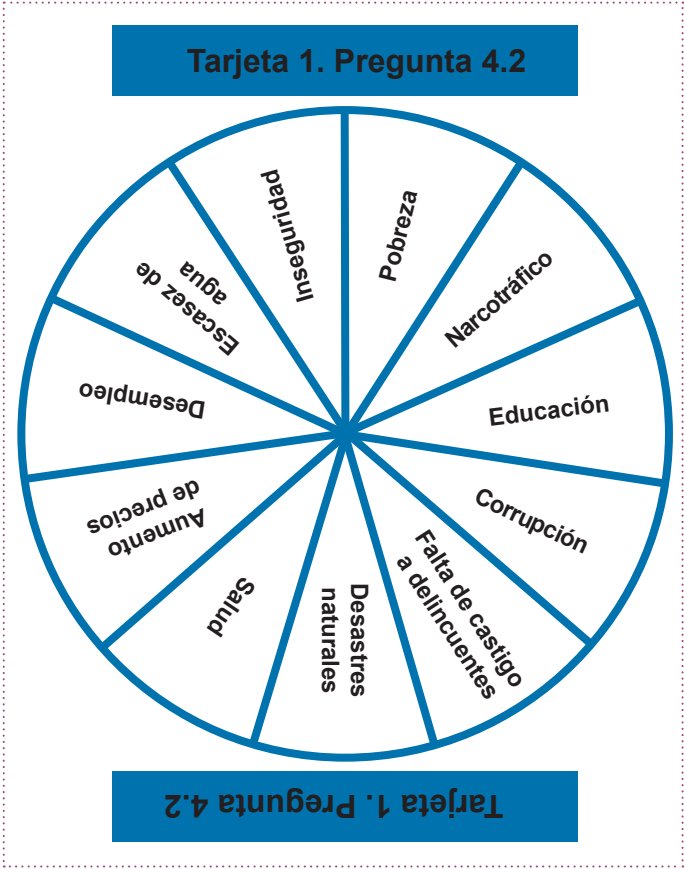 Tarjeta 1. Pregunta 4.2
Pobreza
Narcotráfico
Educación
Corrupción
Falta de castigo
a delincuentes
Desastres
naturales
Salud
Aumento
de precios
Desempleo
Escasez de
agua
Inseguridad
Tarjeta 1. Pregunta 4.2